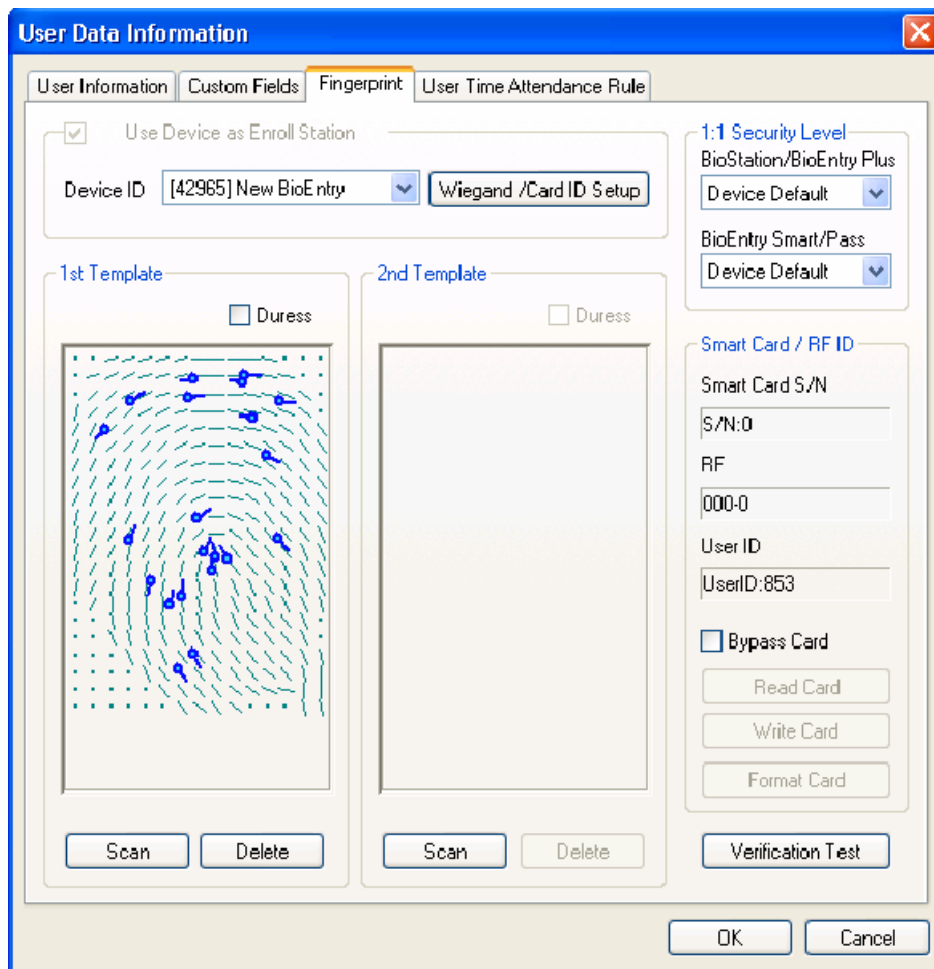 User Data Information
User Information
Custom Fields
Fingerprint
User Time Attendance Rule
Use Device as Enroll Station
Device ID
[42965] New BioEntry
Wiegand /Card ID Setup
1:1 Security Level
BioStation/BioEntry Plus
Device Default
BioEntry Smart/Pass
Device Default
1st Template
Duress
Scan
Delete
2nd Template
Duress
Scan
Delete
Smart Card / RF ID
Smart Card S/N
S/N:0
RF
000-0
User ID
UserID:853
Bypass Card
Read Card
Write Card
Format Card
Verification Test
OK
Cancel